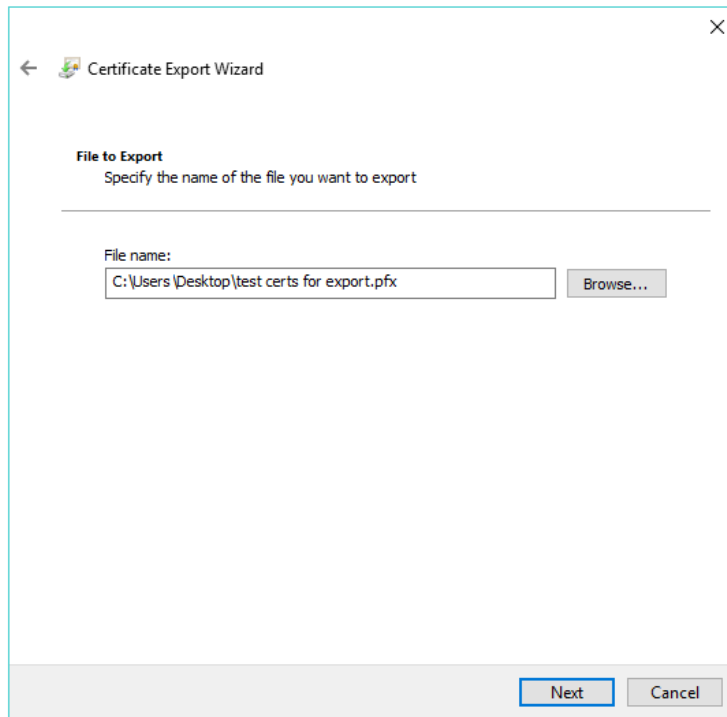 Certificate Export Wizard
File to Export
Specify the name of the file you want to export
File name:
C:\Users\Desktop\test certs for export.pfx
Browse...
Next
Cancel